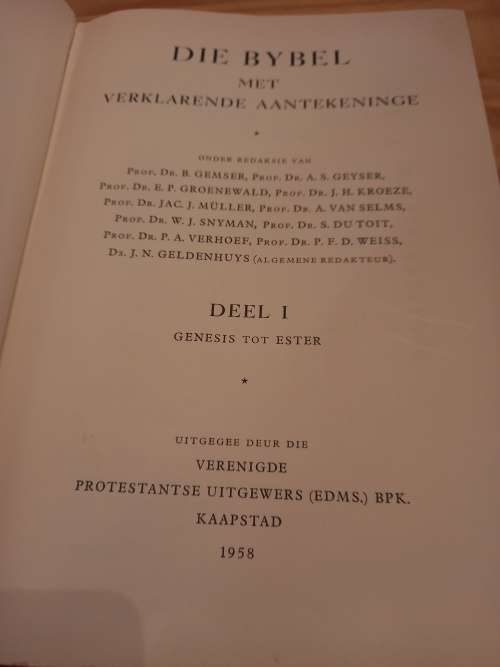 DIE BYBEL
MET
VERKLARENDE AANTEKENINGE
*
ONDER REDAKSIE VAN
PROF. DR. B. GEMSER, PROF. DR. A. S. GEYSER,
PROF. DR. E. P. GROENEWALD, PROF. DR. J. H. KROEZE,
PROF. DR. JAC. J. MÜLLER, PROF. DR. A. VAN SELMS,
PROF. DR. W. J. SNYMAN, PROF. DR. S. DU TOIT,
PROF. DR. P. A. VERHOEF, PROF. DR. P. F. D. WEISS,
DS. J. N. GELDENHUYS (ALGEMENE REDAKTEUR).
DEEL I
GENESIS TOT ESTER
*
UITGEGEE DEUR DIE
VERENIGDE
PROTESTANTSE UITGEWERS (EDMS.) BPK.
KAAPSTAD
1958